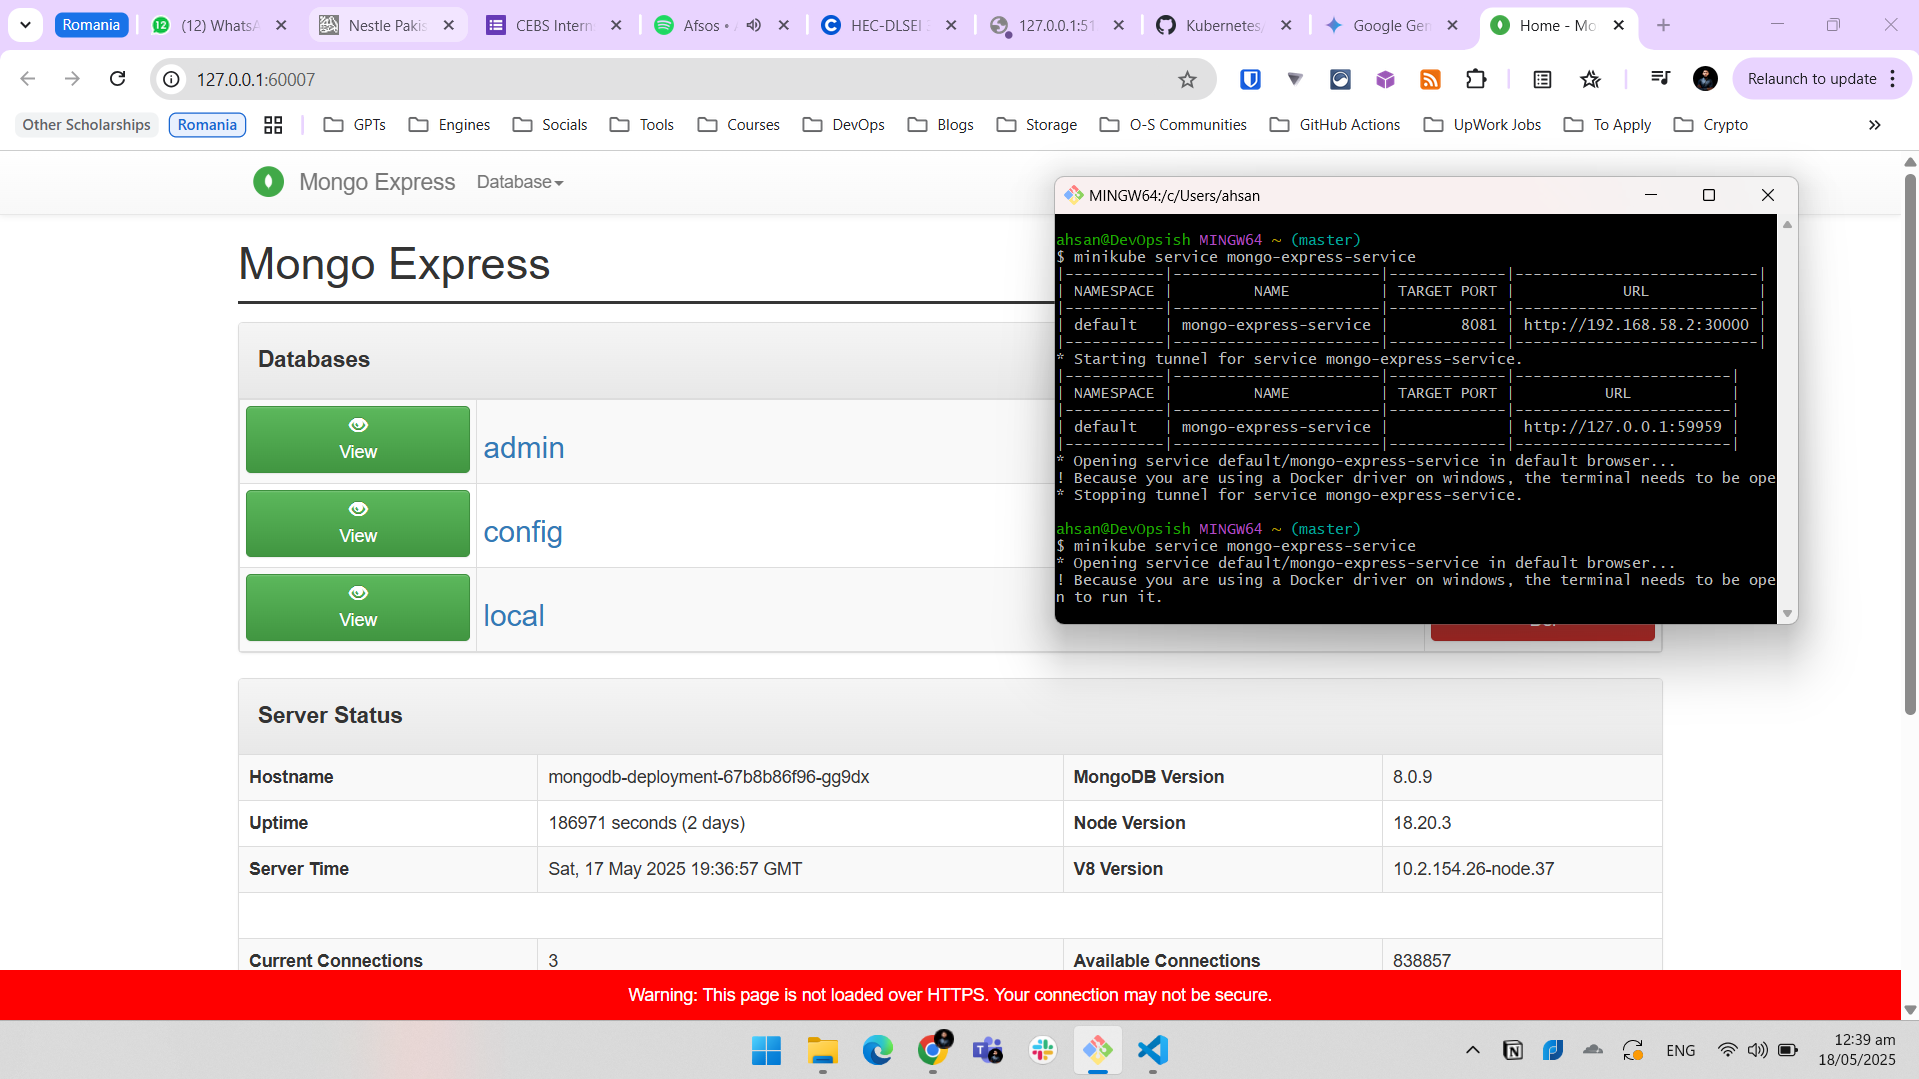 Romania
(12) WhatsA
Nestle Pakis
CEBS Intern
Afsos •
HEC-DLSEI
127.0.0.1:51
Kubernetes/
Google Gen
Home - Mo
127.0.0.1:60007
Relaunch to update
Other Scholarships
Romania
GPTs
Engines
Socials
Tools
Courses
DevOps
Blogs
Storage
O-S Communities
GitHub Actions
UpWork Jobs
To Apply
Crypto
Mongo Express
Database
Mongo Express
Databases
View
admin
View
config
View
local
MINGW64:/c/Users/ahsan
ahsan@DevOpsish MINGW64 ~ (master)
$ minikube service mongo-express-service
|-----------|-----------------------|-------------|---------------------------|
| NAMESPACE | NAME | TARGET PORT | URL |
|-----------|-----------------------|-------------|---------------------------|
| default | mongo-express-service | 8081 | http://192.168.58.2:30000 |
|-----------|-----------------------|-------------|---------------------------|
* Starting tunnel for service mongo-express-service.
|-----------|-----------------------|-------------|------------------------|
| NAMESPACE | NAME | TARGET PORT | URL |
|-----------|-----------------------|-------------|------------------------|
| default | mongo-express-service | | http://127.0.0.1:59959 |
|-----------|-----------------------|-------------|------------------------|
* Opening service default/mongo-express-service in default browser...
! Because you are using a Docker driver on windows, the terminal needs to be ope
* Stopping tunnel for service mongo-express-service.
ahsan@DevOpsish MINGW64 ~ (master)
$ minikube service mongo-express-service
* Opening service default/mongo-express-service in default browser...
! Because you are using a Docker driver on windows, the terminal needs to be ope
n to run it.
Server Status
Hostname mongodb-deployment-67b8b86f96-gg9dx MongoDB Version 8.0.9
Uptime 186971 seconds (2 days) Node Version 18.20.3
Server Time Sat, 17 May 2025 19:36:57 GMT V8 Version 10.2.154.26-node.37
Current Connections 3 Available Connections 838857
Warning: This page is not loaded over HTTPS. Your connection may not be secure.
ENG
12:39 am
18/05/2025